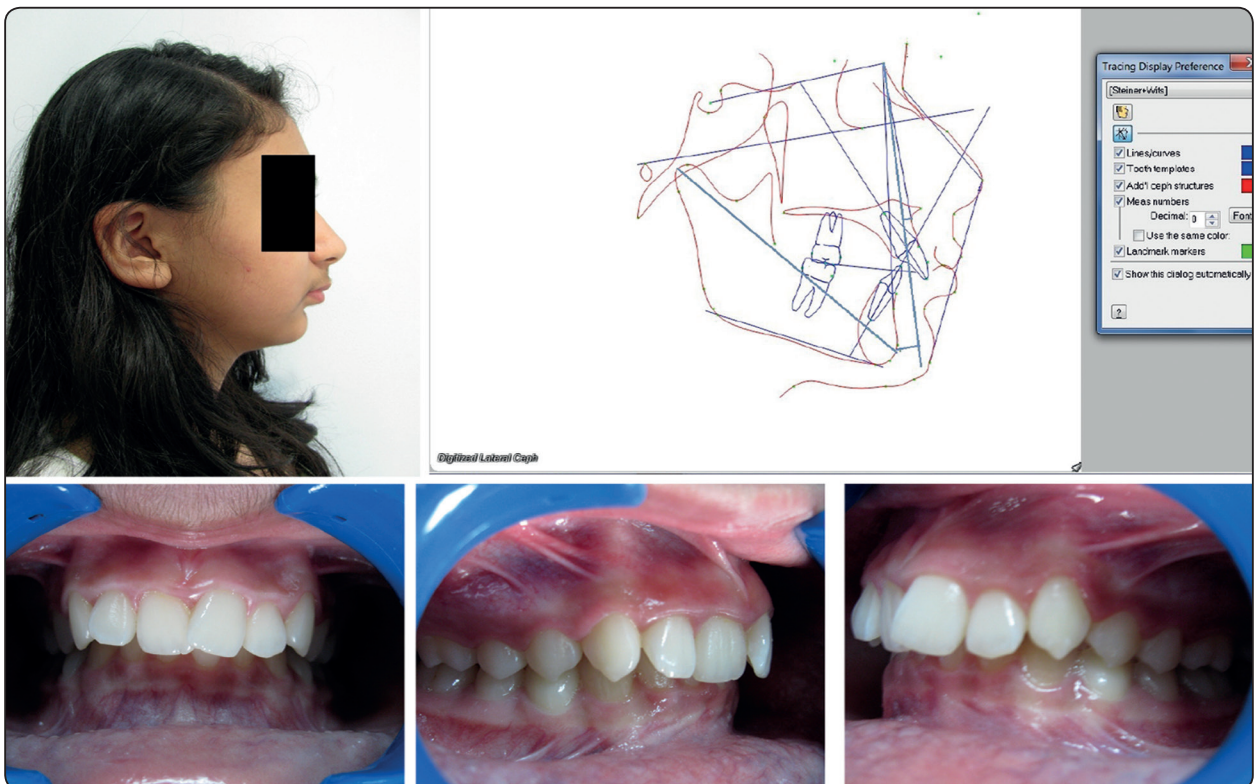 Tracing Display Preference
[Steiner+Wits]
Lines/curves
Tooth templates
Add'l ceph structures
Meas numbers
Decimal: 0
Use the same color:
Landmark markers
Show this dialog automatically
?
Digitized Lateral Ceph